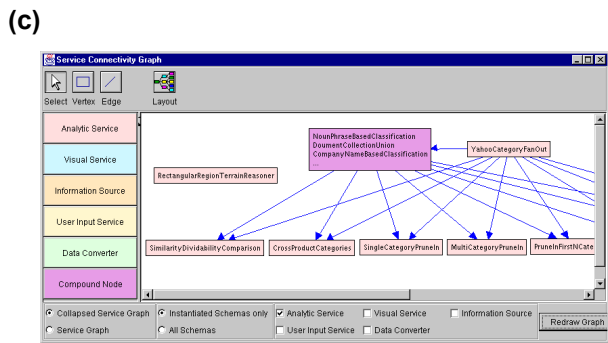 (c)
Service Connectivity Graph
Select Vertex Edge Layout
Analytic Service
Visual Service
Information Source
User Input Service
Data Converter
Compound Node
NounPhraseBasedClassification
DoumentCollectionUnion
CompanyNameBasedClassification
...
YahooCategoryFanOut
RectangularRegionTerrainReasoner
SimilarityDividabilityComparison
CrossProductCategories
SingleCategoryPruneIn
MultiCategoryPruneIn
PruneInFirstNCate
Collapsed Service Graph Instantiated Schemas only Analytic Service Visual Service Information Source
Service Graph All Schemas User Input Service Data Converter
Redraw Graph